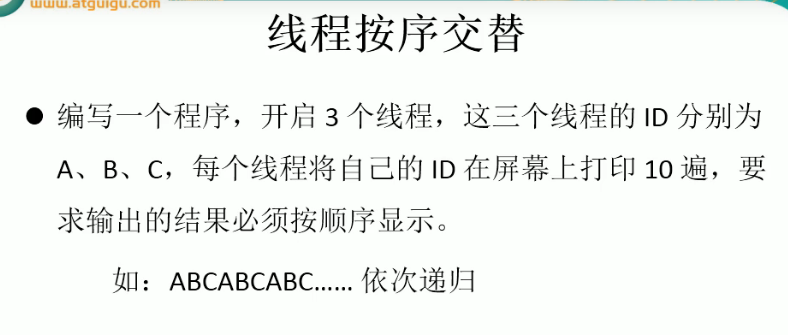 www.atguigu.com
线程按序交替
● 编写一个程序，开启 3 个线程，这三个线程的 ID 分别为
A、B、C，每个线程将自己的 ID 在屏幕上打印 10 遍，要
求输出的结果必须按顺序显示。
如：ABCABCABC…… 依次递归